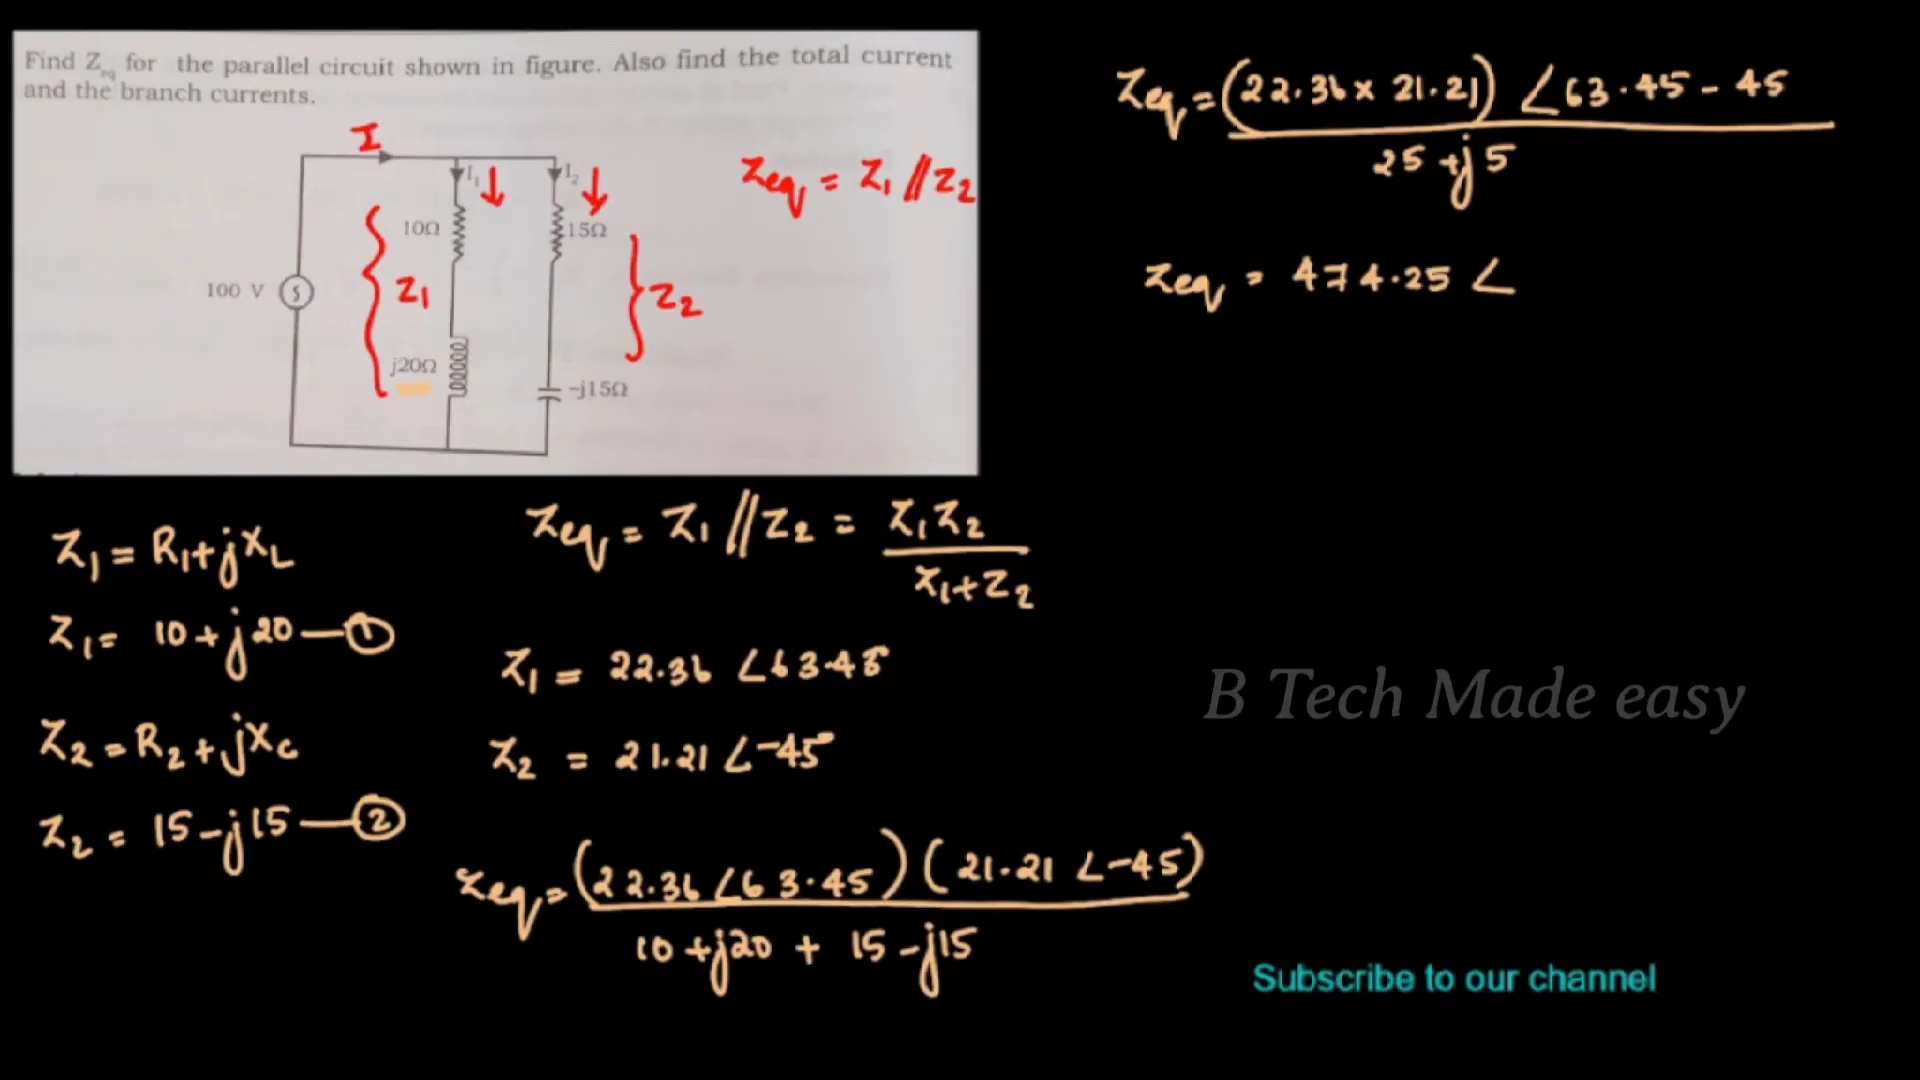 Find Zeq for the parallel circuit shown in figure. Also find the total current
and the branch currents.
I
I₁
I₂
Zeq = Z₁ // Z₂
10Ω
15Ω
100 V
S
Z₁
Z₂
j20Ω
-j15Ω
Z₁ = R₁+jXL
Z₁ = 10+j20 — ①
Z₂ = R₂+jXc
Z₂ = 15-j15 — ②
Zeq = Z₁ // Z₂ = Z₁Z₂
Z₁+Z₂
Z₁ = 22.36 ∠63.45
Z₂ = 21.21 ∠-45°
Zeq = (22.36 ∠63.45) (21.21 ∠-45)
10 +j20 + 15 -j15
Zeq = (22.36 x 21.21) ∠63.45 - 45
25 +j5
Zeq = 474.25 ∠
B Tech Made easy
Subscribe to our channel